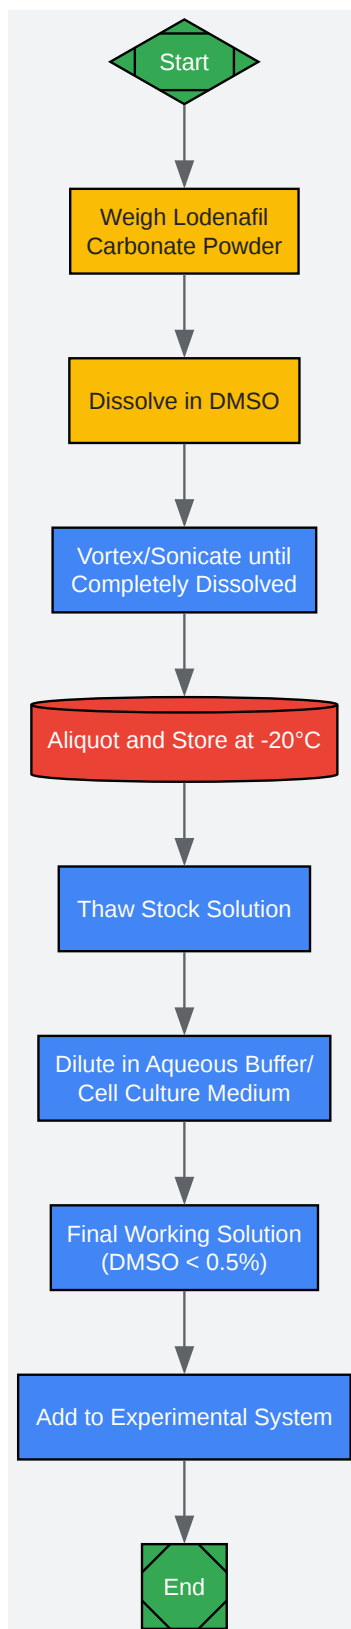 Start
Weigh Lodenafil
Carbonate Powder
Dissolve in DMSO
Vortex/Sonicate until
Completely Dissolved
Aliquot and Store at -20°C
Thaw Stock Solution
Dilute in Aqueous Buffer/
Cell Culture Medium
Final Working Solution
(DMSO < 0.5%)
Add to Experimental System
End